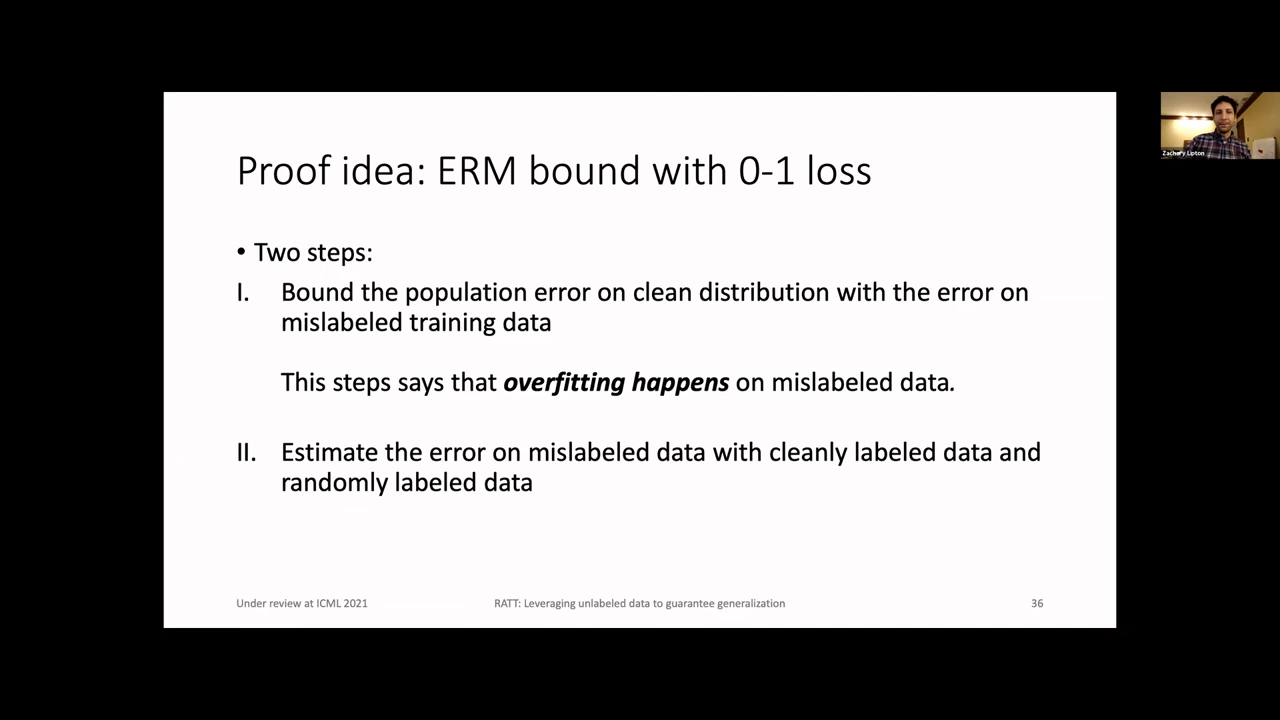 Proof idea: ERM bound with 0-1 loss
• Two steps:
I. Bound the population error on clean distribution with the error on
mislabeled training data
This steps says that overfitting happens on mislabeled data.
II. Estimate the error on mislabeled data with cleanly labeled data and
randomly labeled data
Under review at ICML 2021
RATT: Leveraging unlabeled data to guarantee generalization
36
Zachary Lipton